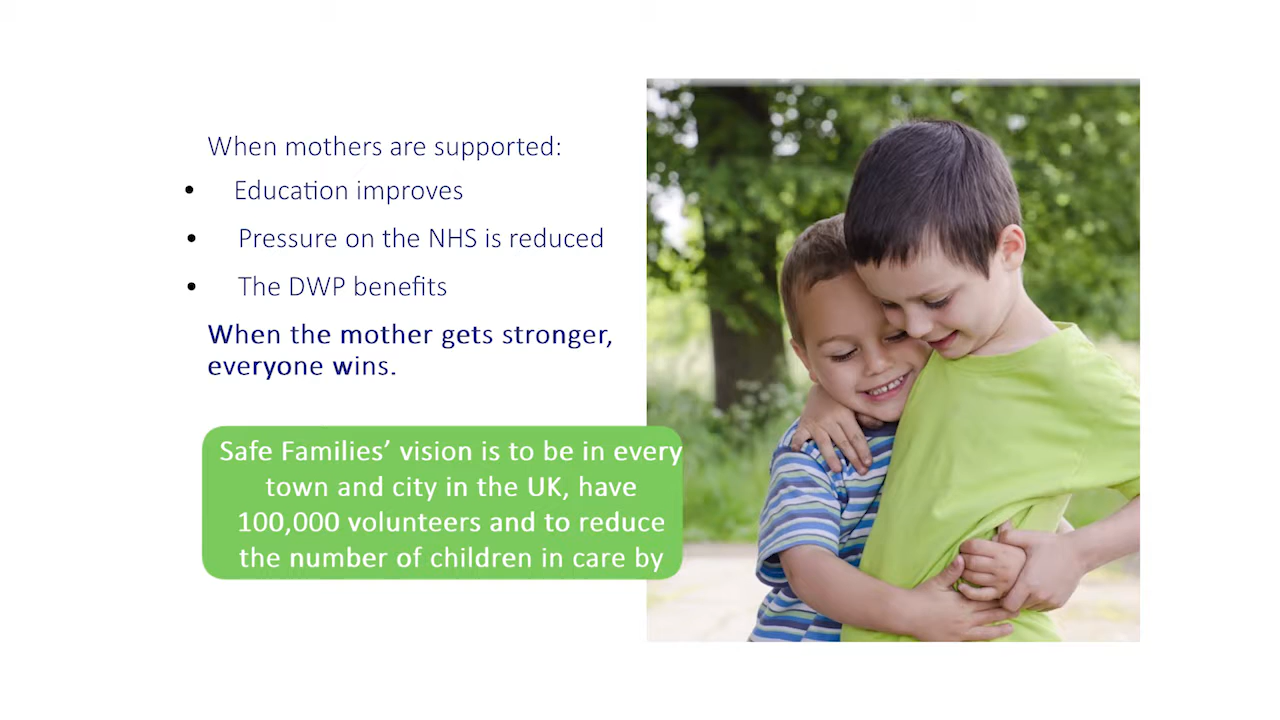 When mothers are supported:
• Education improves
• Pressure on the NHS is reduced
• The DWP benefits
When the mother gets stronger,
everyone wins.
Safe Families’ vision is to be in every
town and city in the UK, have
100,000 volunteers and to reduce
the number of children in care by